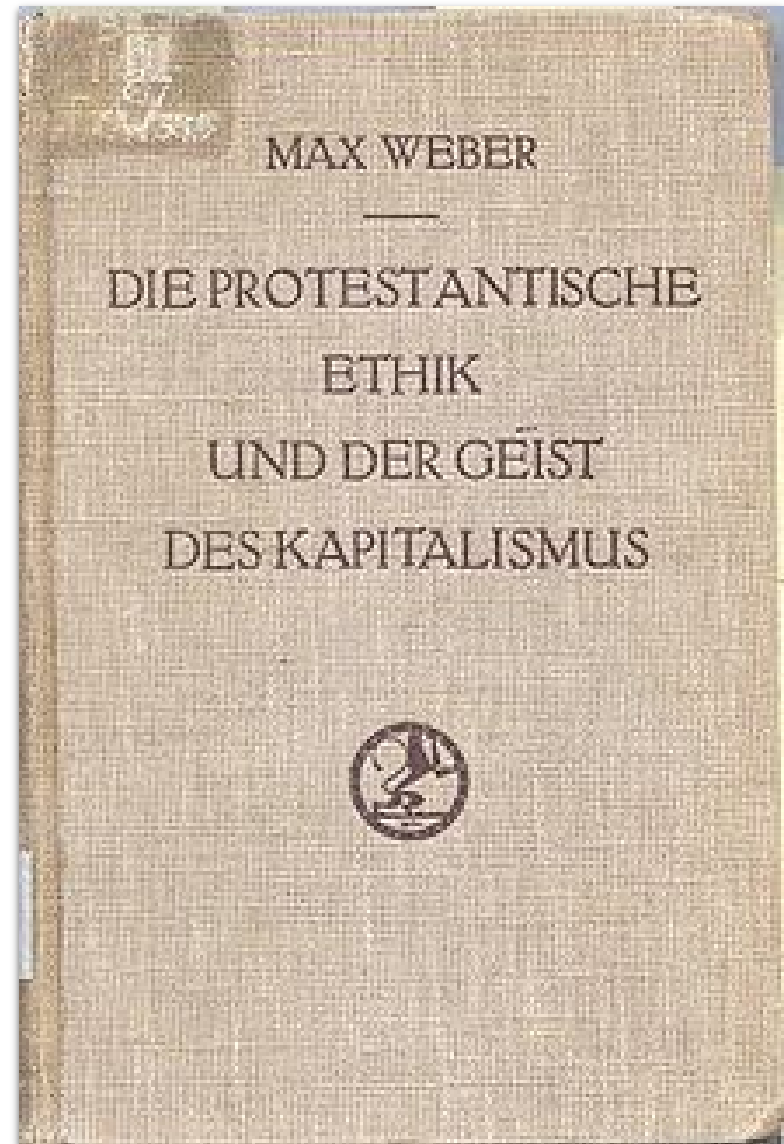 MAX WEBER
DIE PROTESTANTISCHE
ETHIK
UND DER GEIST
DES KAPITALISMUS